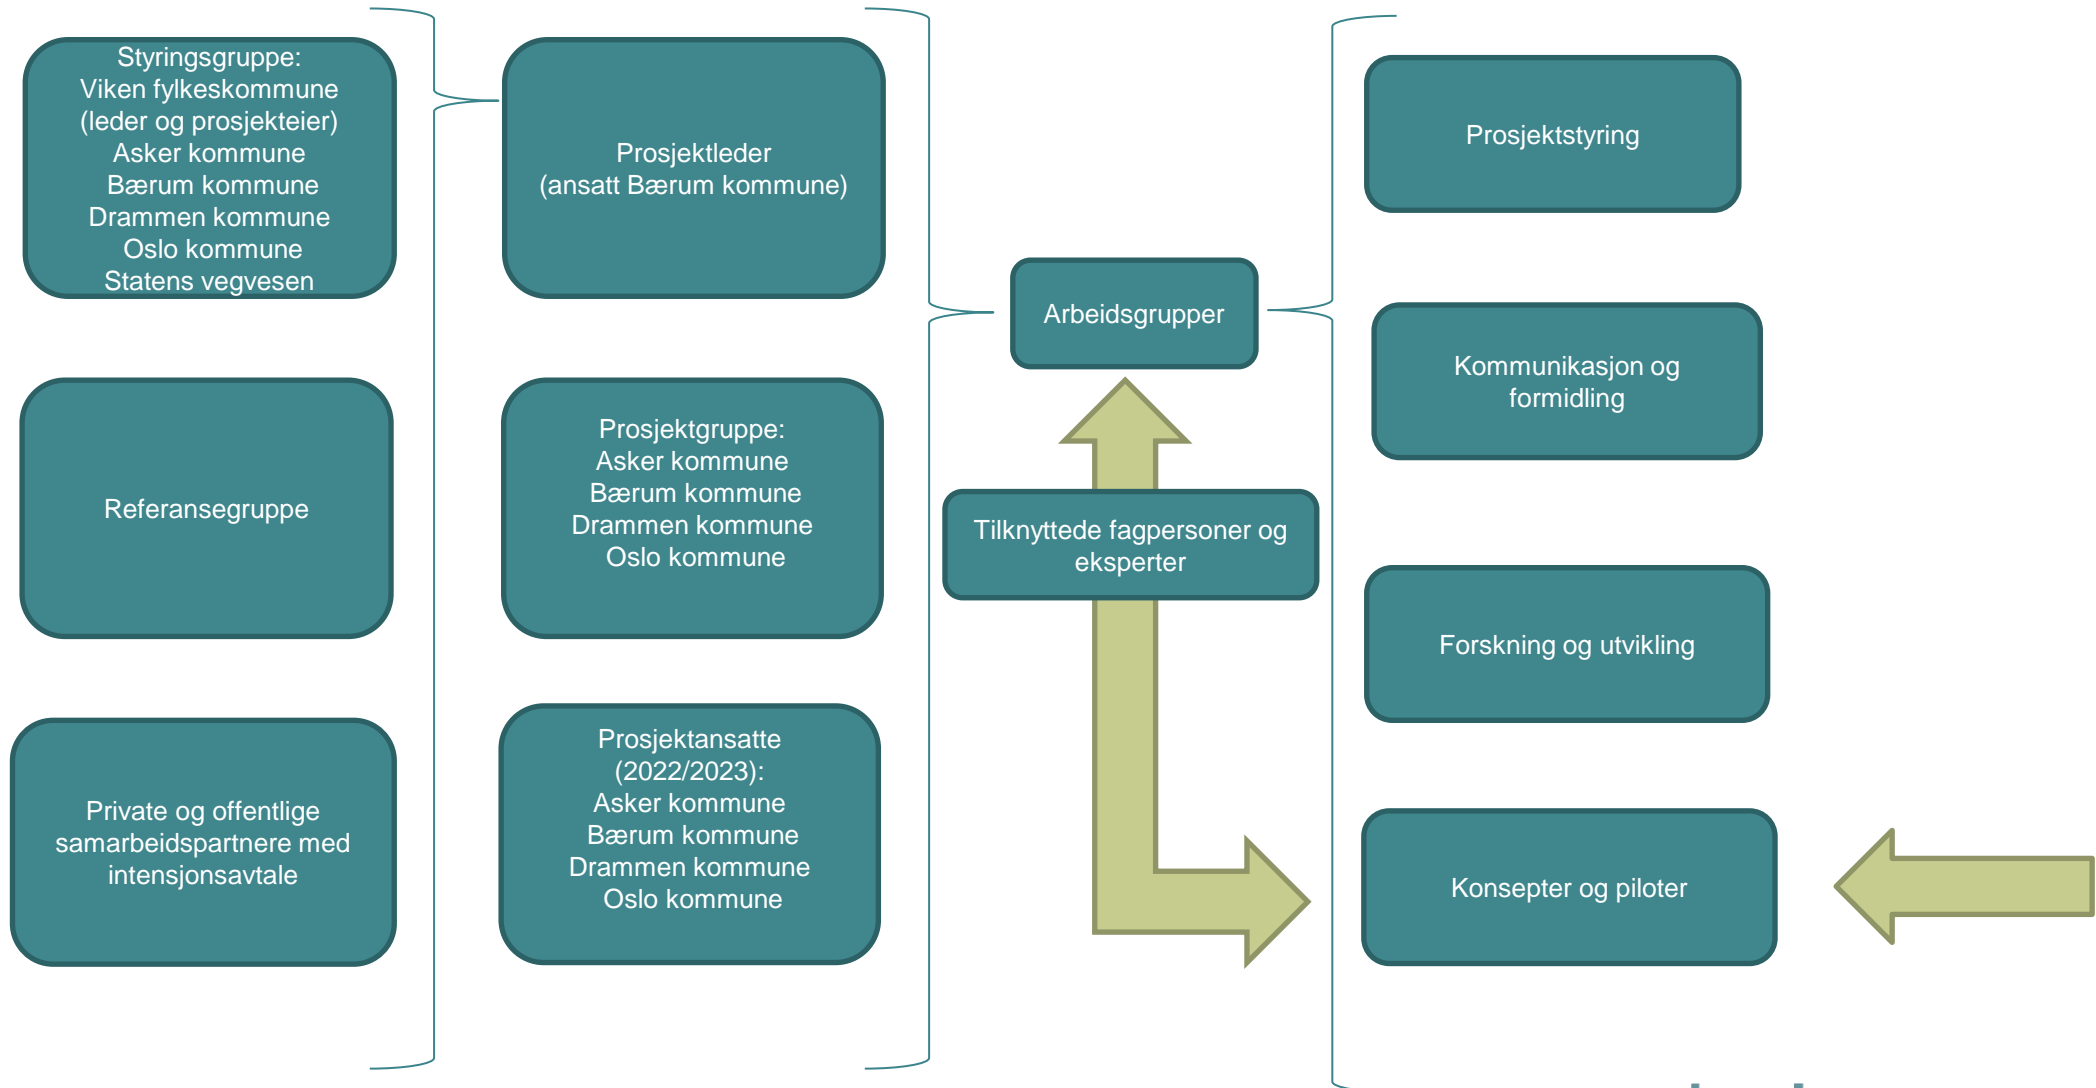 Styringsgruppe:
Viken fylkeskommune
(leder og prosjekteier)
Asker kommune
Bærum kommune
Drammen kommune
Oslo kommune
Statens vegvesen
Referansegruppe
Private og offentlige
samarbeidspartnere med
intensjonsavtale
Prosjektleder
(ansatt Bærum kommune)
Prosjektgruppe:
Asker kommune
Bærum kommune
Drammen kommune
Oslo kommune
Prosjektansatte
(2022/2023):
Asker kommune
Bærum kommune
Drammen kommune
Oslo kommune
Arbeidsgrupper
Tilknyttede fagpersoner og
eksperter
Prosjektstyring
Kommunikasjon og
formidling
Forskning og utvikling
Konsepter og piloter